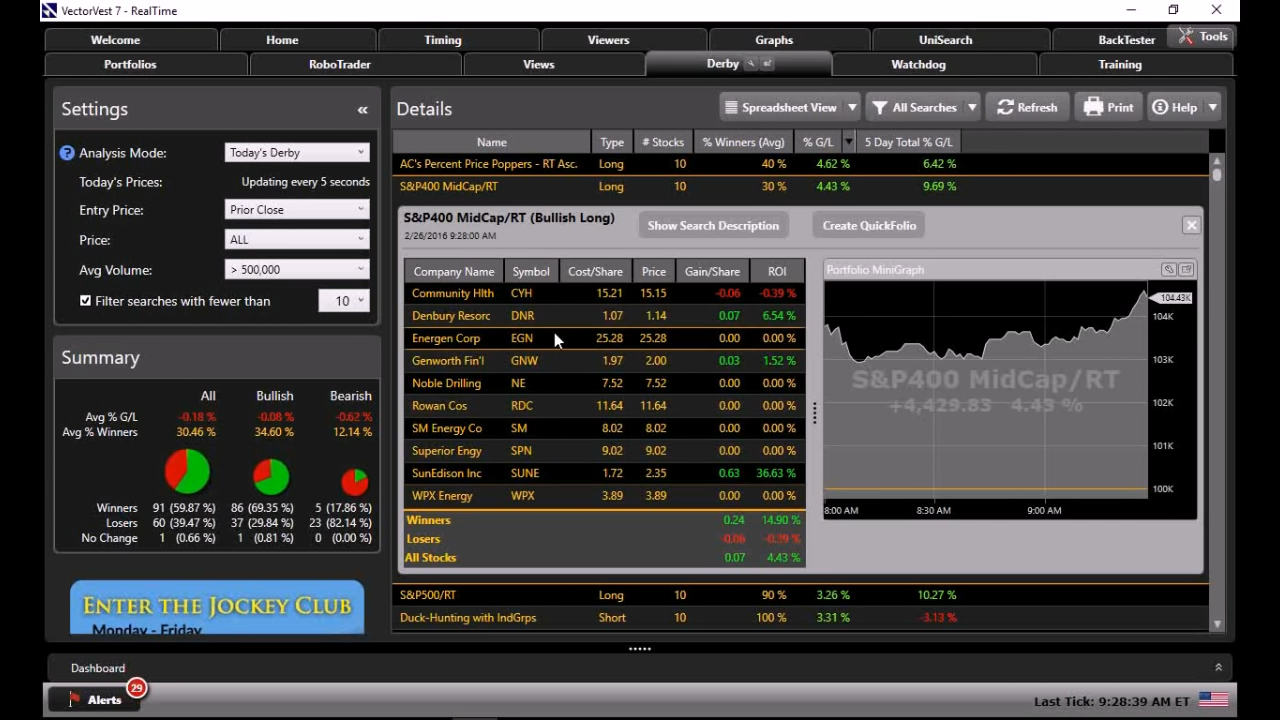 VectorVest 7 - RealTime
Welcome Home Timing Viewers Graphs UniSearch BackTester Tools
Portfolios RoboTrader Views Derby Watchdog Training
Settings «
? Analysis Mode: Today's Derby
Today's Prices: Updating every 5 seconds
Entry Price: Prior Close
Price: ALL
Avg Volume: > 500,000
Filter searches with fewer than 10
Summary
All Bullish Bearish
Avg % G/L -0.18 % -0.08 % -0.62 %
Avg % Winners 30.46 % 34.60 % 12.14 %
Winners 91 (59.87 %) 86 (69.35 %) 5 (17.86 %)
Losers 60 (39.47 %) 37 (29.84 %) 23 (82.14 %)
No Change 1 (0.66 %) 1 (0.81 %) 0 (0.00 %)
ENTER THE JOCKEY CLUB
Monday - Friday
Details Spreadsheet View All Searches Refresh Print Help
Name Type # Stocks % Winners (Avg) % G/L 5 Day Total % G/L
AC's Percent Price Poppers - RT Asc. Long 10 40 % 4.62 % 6.42 %
S&P400 MidCap/RT Long 10 30 % 4.43 % 9.69 %
S&P400 MidCap/RT (Bullish Long) Show Search Description Create QuickFolio
2/26/2016 9:28:00 AM
Company Name Symbol Cost/Share Price Gain/Share ROI
Community Hlth CYH 15.21 15.15 -0.06 -0.39 %
Denbury Resorc DNR 1.07 1.14 0.07 6.54 %
Energen Corp EGN 25.28 25.28 0.00 0.00 %
Genworth Fin'l GNW 1.97 2.00 0.03 1.52 %
Noble Drilling NE 7.52 7.52 0.00 0.00 %
Rowan Cos RDC 11.64 11.64 0.00 0.00 %
SM Energy Co SM 8.02 8.02 0.00 0.00 %
Superior Engy SPN 9.02 9.02 0.00 0.00 %
SunEdison Inc SUNE 1.72 2.35 0.63 36.63 %
WPX Energy WPX 3.89 3.89 0.00 0.00 %
Winners 0.24 14.90 %
Losers -0.06 -0.39 %
All Stocks 0.07 4.43 %
Portfolio MiniGraph
104.43K
104K
103K
102K
101K
100K
S&P400 MidCap/RT
+4,429.83 4.43 %
8:00 AM 8:30 AM 9:00 AM
S&P500/RT Long 10 90 % 3.26 % 10.27 %
Duck-Hunting with IndGrps Short 10 100 % 3.31 % -3.13 %
Dashboard
Alerts 29
Last Tick: 9:28:39 AM ET